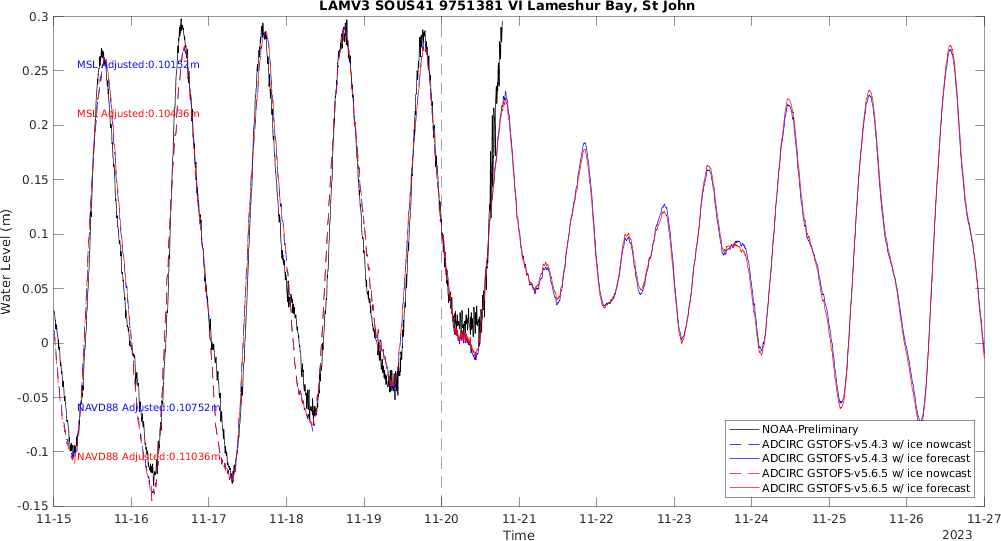 LAMV3 SOUS41 9751381 VI Lameshur Bay, St John
0.3
0.25
0.2
0.15
0.1
0.05
0
-0.05
-0.1
-0.15
Water Level (m)
MSL Adjusted:0.10152m
MSL Adjusted:0.10436m
NAVD88 Adjusted:0.10752m
NAVD88 Adjusted:0.11036m
NOAA-Preliminary
ADCIRC GSTOFS-v5.4.3 w/ ice nowcast
ADCIRC GSTOFS-v5.4.3 w/ ice forecast
ADCIRC GSTOFS-v5.6.5 w/ ice nowcast
ADCIRC GSTOFS-v5.6.5 w/ ice forecast
11-15 11-16 11-17 11-18 11-19 11-20 11-21 11-22 11-23 11-24 11-25 11-26 11-27
Time
2023